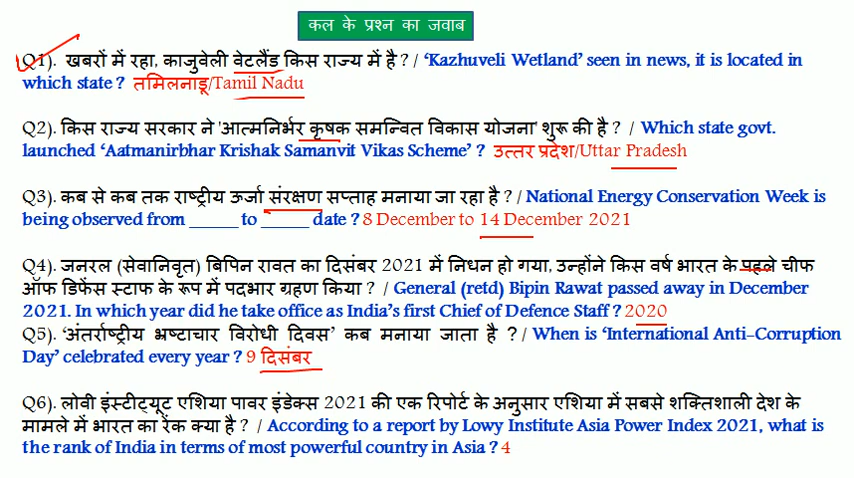 कल के प्रश्न का जवाब
Q1). खबरों में रहा, काजुवेली वेटलैंड किस राज्य में है? / ‘Kazhuveli Wetland’ seen in news, it is located in
which state ? तमिलनाडू/Tamil Nadu
Q2). किस राज्य सरकार ने 'आत्मनिर्भर कृषक समन्वित विकास योजना' शुरू की है ? / Which state govt.
launched ‘Aatmanirbhar Krishak Samanvit Vikas Scheme’ ? उत्तर प्रदेश/Uttar Pradesh
Q3). कब से कब तक राष्ट्रीय ऊर्जा संरक्षण सप्ताह मनाया जा रहा है ? / National Energy Conservation Week is
being observed from _____ to _____ date ? 8 December to 14 December 2021
Q4). जनरल (सेवानिवृत) बिपिन रावत का दिसंबर 2021 में निधन हो गया, उन्होंने किस वर्ष भारत के पहले चीफ
ऑफ डिफेंस स्टाफ के रूप में पदभार ग्रहण किया ? / General (retd) Bipin Rawat passed away in December
2021. In which year did he take office as India’s first Chief of Defence Staff ? 2020
Q5). ‘अंतर्राष्ट्रीय भ्रष्टाचार विरोधी दिवस’ कब मनाया जाता है ? / When is ‘International Anti-Corruption
Day’ celebrated every year ? 9 दिसंबर
Q6). लोवी इंस्टीट्यूट एशिया पावर इंडेक्स 2021 की एक रिपोर्ट के अनुसार एशिया में सबसे शक्तिशाली देश के
मामले में भारत का रेंक क्या है ? / According to a report by Lowy Institute Asia Power Index 2021, what is
the rank of India in terms of most powerful country in Asia ? 4